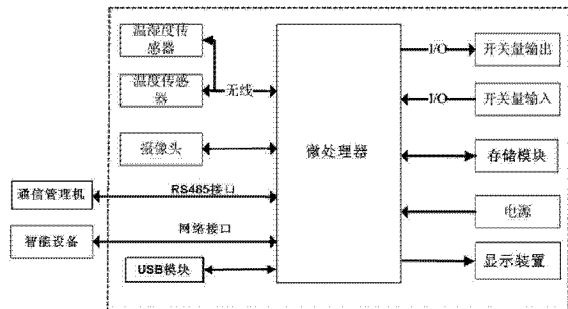 温湿度传
感器
温度传感
器
无线
摄像头
通信管理机
RS485接口
智能设备
网络接口
USB模块
微处理器
I/O
开关量输出
I/O
开关量输入
存储模块
电源
显示装置